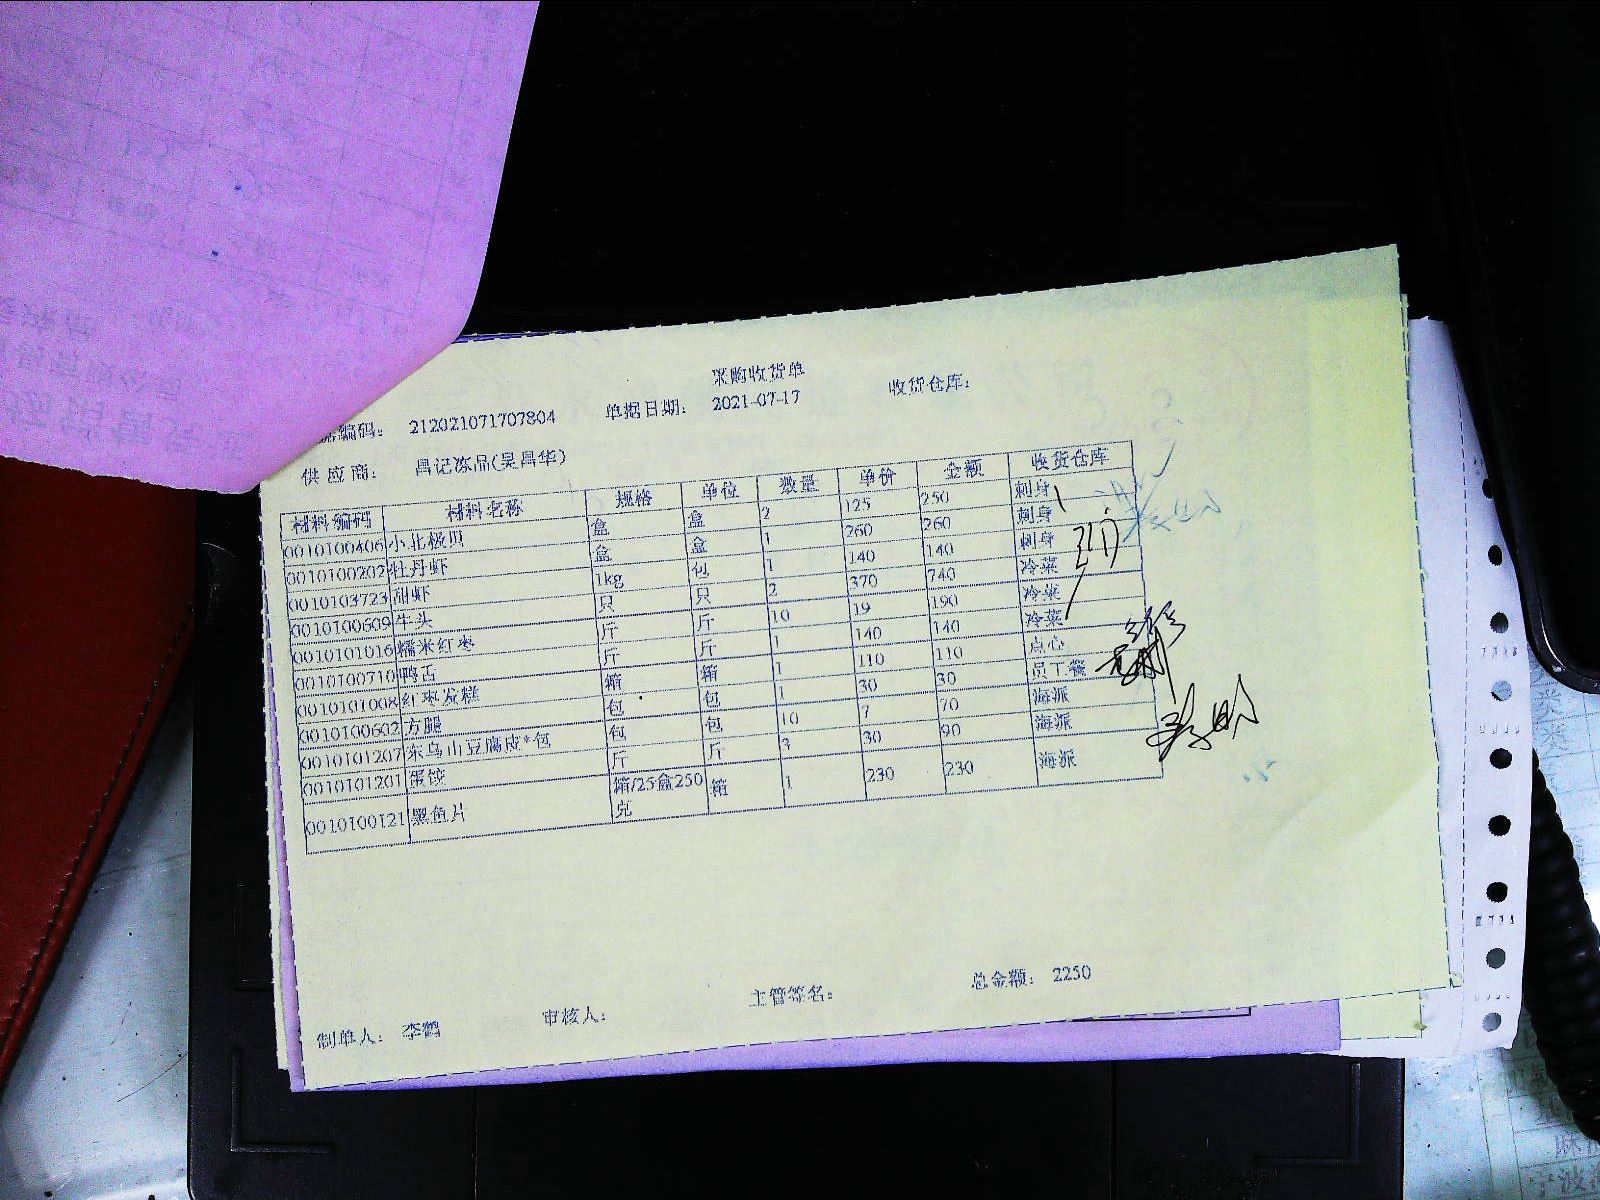 采购收货单
编码: 212021071707804 单据日期: 2021-07-17 收货仓库:
供应商: 昌记冻品(吴昌华)
材料编码 材料名称 规格 单位 数量 单价 金额 收货仓库
0010100406 小北极贝 盒 盒 2 125 250 刺身
0010100202 牡丹虾 盒 盒 1 260 260 刺身
0010103723 甜虾 1kg 包 1 140 140 刺身
0010100609 牛头 只 只 2 370 740 冷菜
0010101016 糯米红枣 斤 斤 10 19 190 冷菜
0010100710 鸭舌 斤 斤 1 140 140 冷菜
0010101008 红枣发糕 箱 箱 1 110 110 点心
0010100602 方腿 包 包 1 30 30 员工餐
0010101207 东乌山豆腐皮*包 包 包 10 7 70 海派
0010101201 蛋饺 斤 斤 3 30 90 海派
0010100121 黑鱼片 箱/25盒250克 箱 1 230 230 海派
总金额: 2250
制单人: 李鹤 审核人: 主管签名: